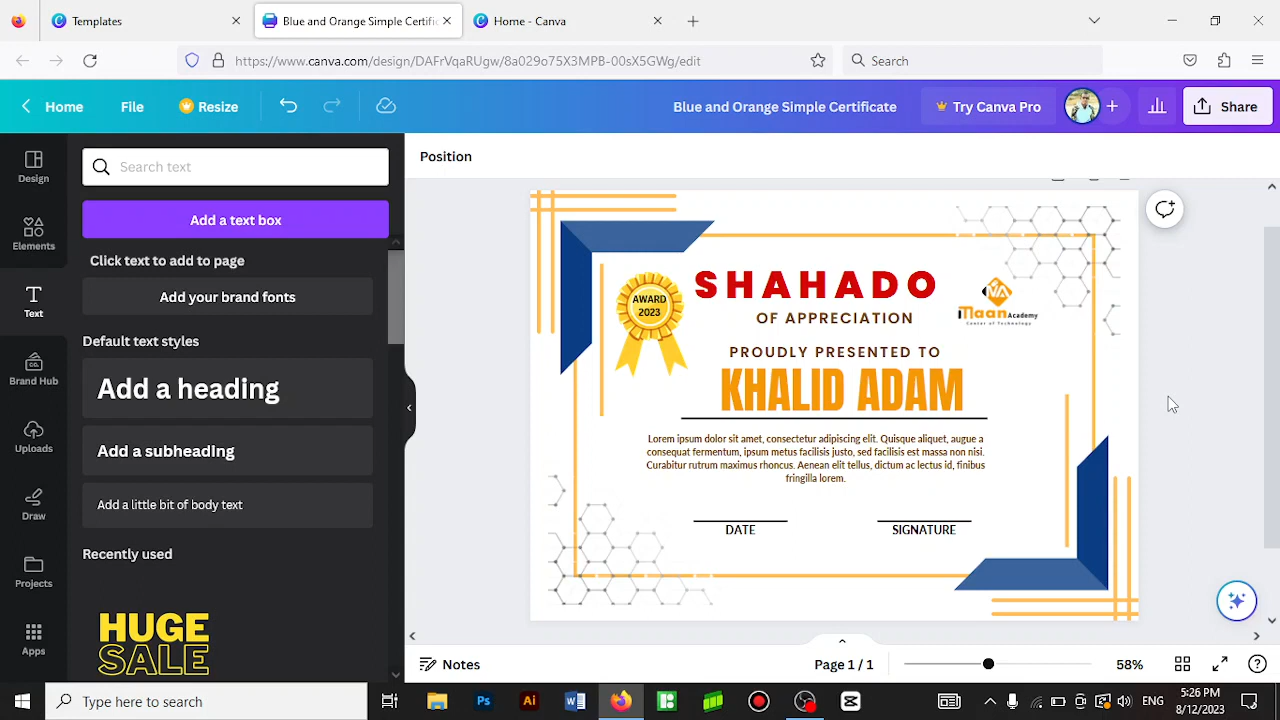 Templates
Blue and Orange Simple Certific
Home - Canva
https://www.canva.com/design/DAFrVqaRUgw/8a029o75X3MPB-00sX5GWg/edit
Search
Home
File
Resize
Blue and Orange Simple Certificate
Try Canva Pro
Share
Design
Elements
Text
Brand Hub
Uploads
Draw
Projects
Apps
Search text
Add a text box
Click text to add to page
Add your brand fonts
Default text styles
Add a heading
Add a subheading
Add a little bit of body text
Recently used
HUGE
SALE
Position
AWARD
2023
SHAHADO
OF APPRECIATION
iMaan Academy
Center of Technology
PROUDLY PRESENTED TO
KHALID ADAM
Lorem ipsum dolor sit amet, consectetur adipiscing elit. Quisque aliquet, augue a
consequat fermentum, ipsum metus facilisis justo, sed facilisis est massa non nisi.
Curabitur rutrum maximus rhoncus. Aenean elit tellus, dictum ac lectus id, finibus
fringilla lorem.
DATE
SIGNATURE
Notes
Page 1 / 1
58%
Type here to search
Ps
Ai
ENG
5:26 PM
8/12/2023